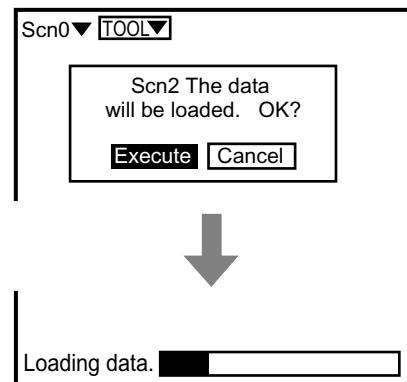 Scn0▼ TOOL▼
Scn2 The data
will be loaded. OK?
Execute Cancel
Loading data.